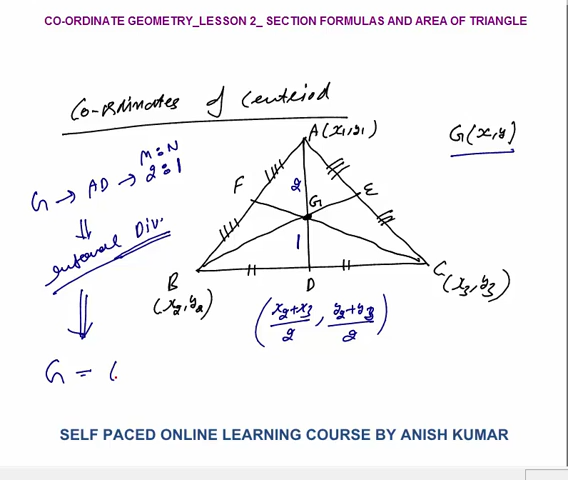 CO-ORDINATE GEOMETRY_LESSON 2_ SECTION FORMULAS AND AREA OF TRIANGLE
Co-ordinates of Centriod
A(x₁,y₁)
G(x,y)
M:N
G → AD → 2:1
F
2
E
G
⇓
Internal Div.
1
B
D
C
(x₂,y₂)
(x₃,y₃)
(x₂+x₃/2, y₂+y₃/2)
⇓
G = (
SELF PACED ONLINE LEARNING COURSE BY ANISH KUMAR